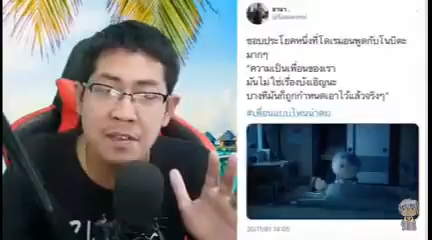 ชอบประโยคหนึ่งที่โดเรมอนพูดกับโนบิตะ
มากๆ
"ความเป็นเพื่อนของเรา
มันไม่ใช่เรื่องบังเอิญนะ
บางทีมันก็ถูกกำหนดเอาไว้แล้วจริงๆ"
#เพื่อนแบบไหนน่าคบ
20/11/61 14:05